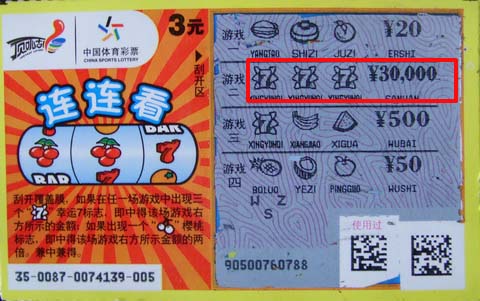 顶呱刮
中国体育彩票
CHINA SPORTS LOTTERY
3元
刮开区
连连看
BAR
BAR
7
刮开覆盖膜,如果在任一场游戏中出现三
个“7”幸运7标志,即中得该场游戏右
方所示的金额;如果出现一个“ ”樱桃
标志,即中得该场游戏右方所示金额的两
倍。兼中兼得。
35-0087-0074139-005
游戏一
¥20
SHIZI JUZI ERSHI
游戏二
¥30,000
游戏三
¥500
XINGYUNQI XIANGJIAO XIGUA WUBAI
游戏四
¥50
BOLUO YEZI PINGGUO WUSHI
W
Z
S
使用过
90500760788